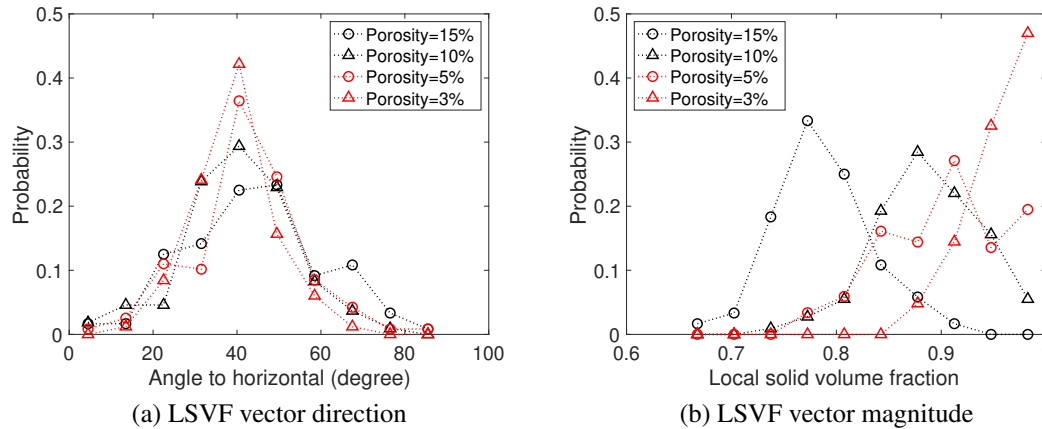 0.5
0.4
0.3
0.2
0.1
0
Probability
0 20 40 60 80 100
Angle to horizontal (degree)
Porosity=15%
Porosity=10%
Porosity=5%
Porosity=3%
(a) LSVF vector direction
0.5
0.4
0.3
0.2
0.1
0
Probability
0.6 0.7 0.8 0.9
Local solid volume fraction
Porosity=15%
Porosity=10%
Porosity=5%
Porosity=3%
(b) LSVF vector magnitude